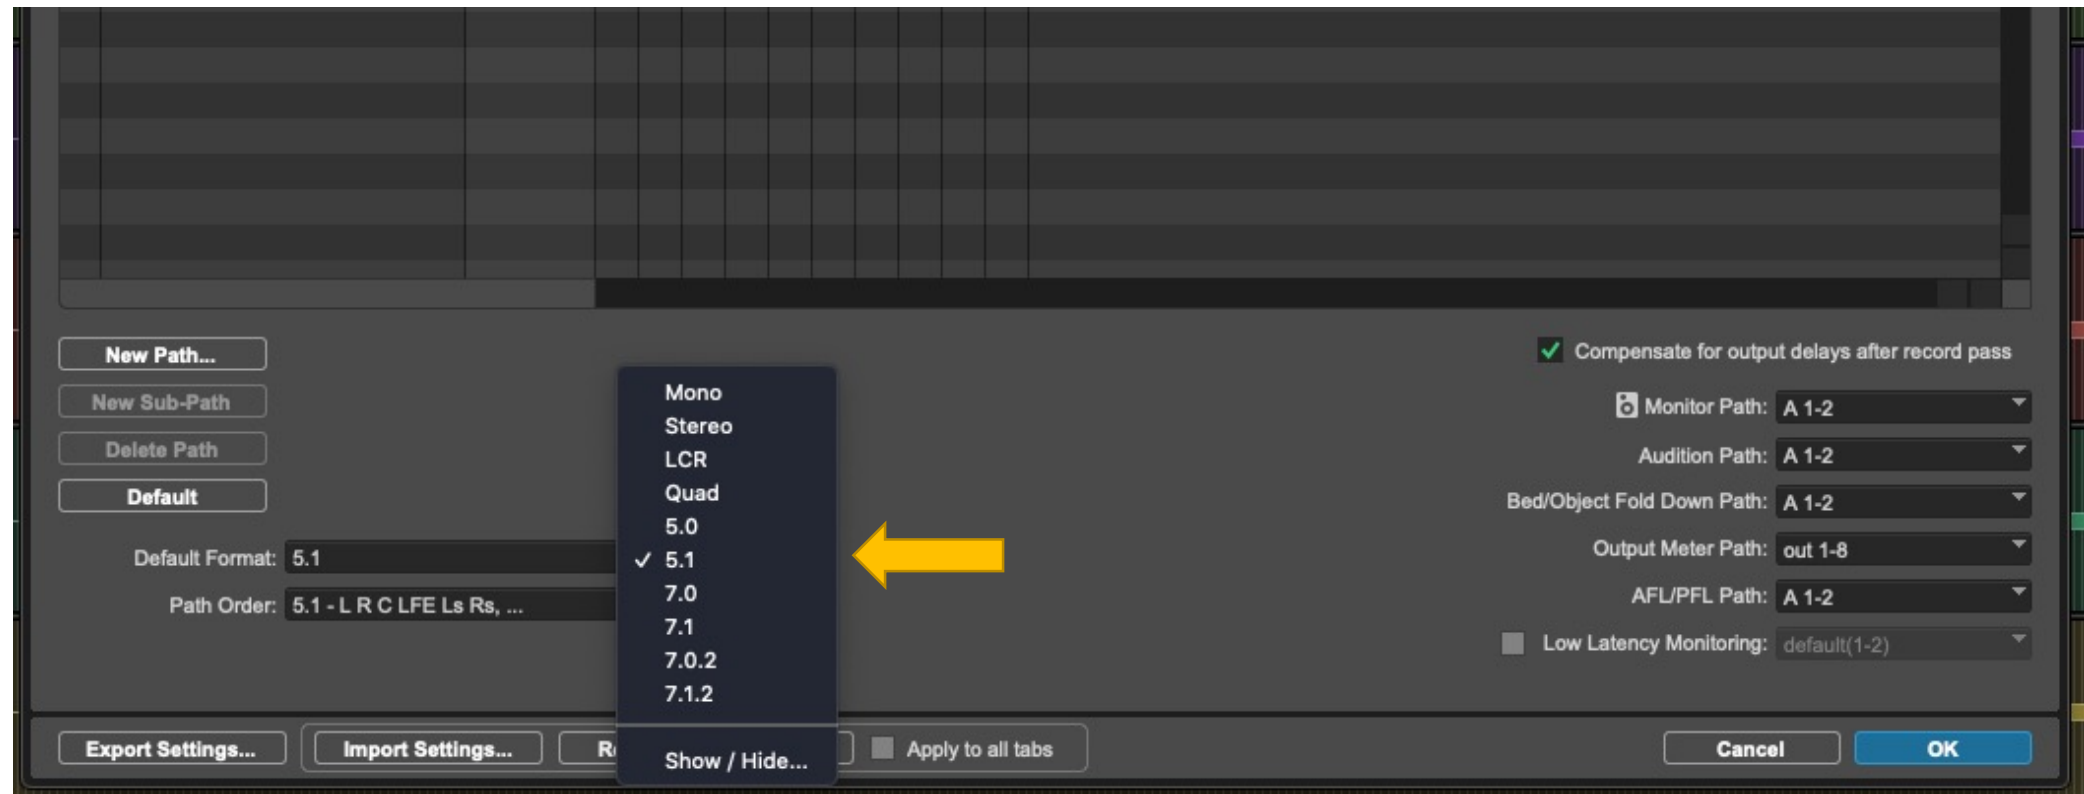 New Path...
New Sub-Path
Delete Path
Default
Default Format: 5.1
Path Order: 5.1 - L R C LFE Ls Rs, ...
Mono
Stereo
LCR
Quad
5.0
✓ 5.1
7.0
7.1
7.0.2
7.1.2
Show / Hide...
Compensate for output delays after record pass
Monitor Path: A 1-2
Audition Path: A 1-2
Bed/Object Fold Down Path: A 1-2
Output Meter Path: out 1-8
AFL/PFL Path: A 1-2
Low Latency Monitoring: default(1-2)
Export Settings...
Import Settings...
Apply to all tabs
Cancel
OK